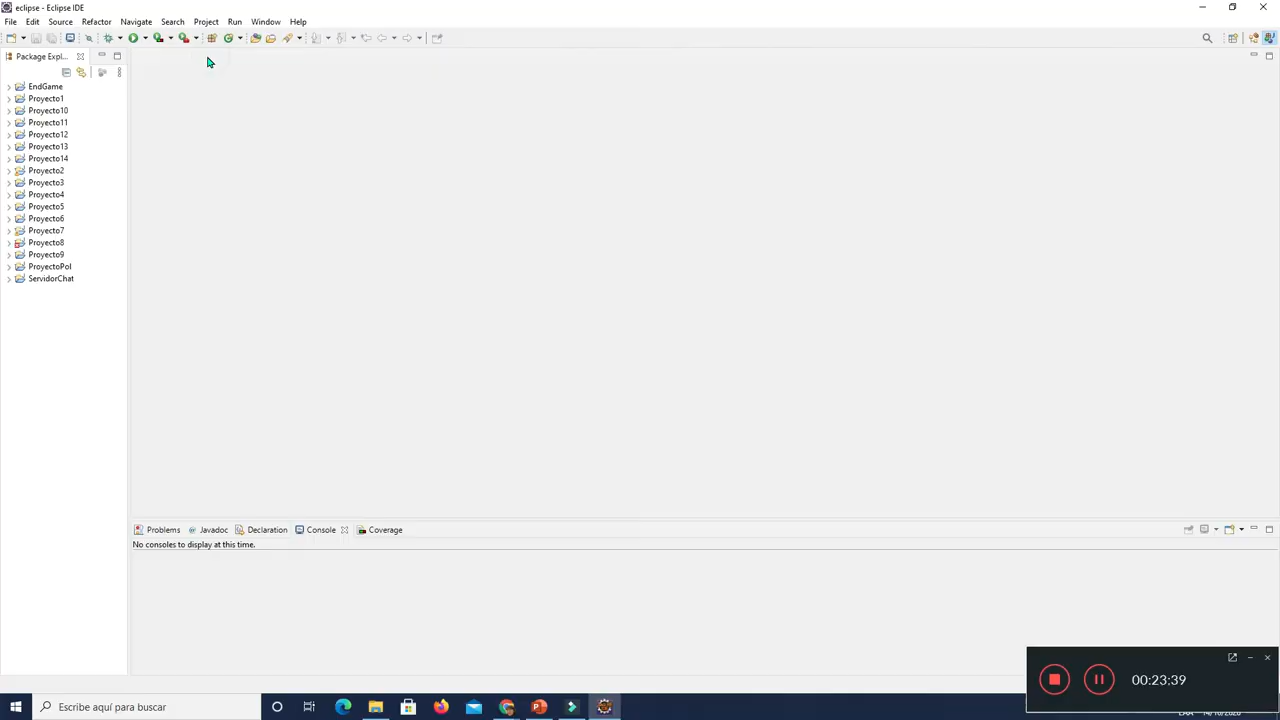 eclipse - Eclipse IDE
File Edit Source Refactor Navigate Search Project Run Window Help
Package Expl...
EndGame
Proyecto1
Proyecto10
Proyecto11
Proyecto12
Proyecto13
Proyecto14
Proyecto2
Proyecto3
Proyecto4
Proyecto5
Proyecto6
Proyecto7
Proyecto8
Proyecto9
ProyectoPol
ServidorChat
Problems Javadoc Declaration Console Coverage
No consoles to display at this time.
00:23:39
Escribe aquí para buscar